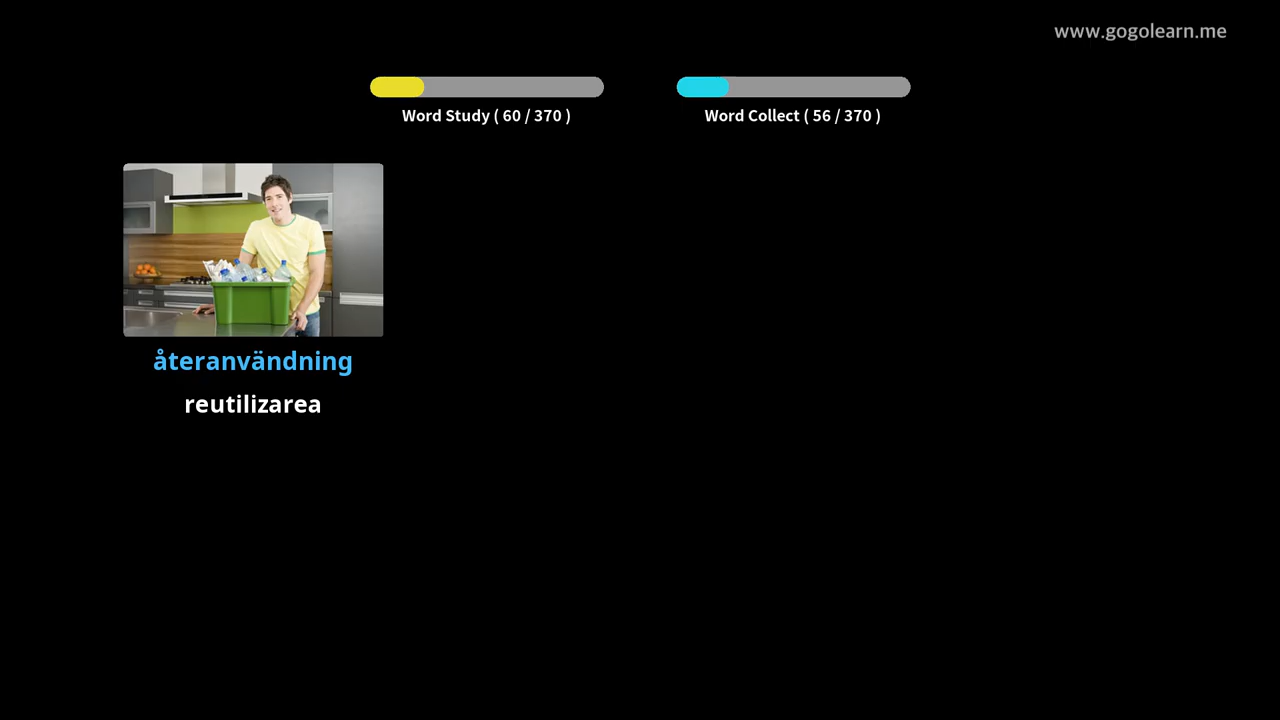 www.gogolearn.me
Word Study ( 60 / 370 )
Word Collect ( 56 / 370 )
återanvändning
reutilizarea